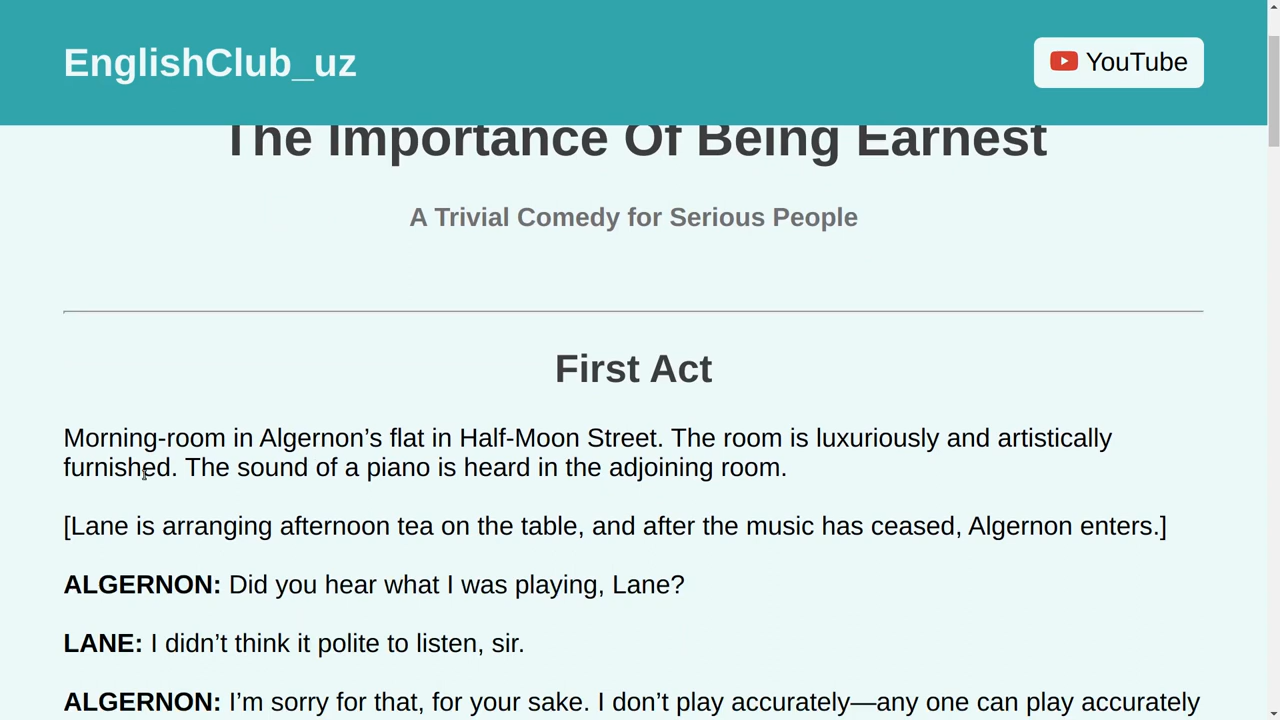 EnglishClub_uz
YouTube
The Importance Of Being Earnest
A Trivial Comedy for Serious People
First Act
Morning-room in Algernon’s flat in Half-Moon Street. The room is luxuriously and artistically
furnished. The sound of a piano is heard in the adjoining room.
[Lane is arranging afternoon tea on the table, and after the music has ceased, Algernon enters.]
ALGERNON: Did you hear what I was playing, Lane?
LANE: I didn’t think it polite to listen, sir.
ALGERNON: I’m sorry for that, for your sake. I don’t play accurately—any one can play accurately